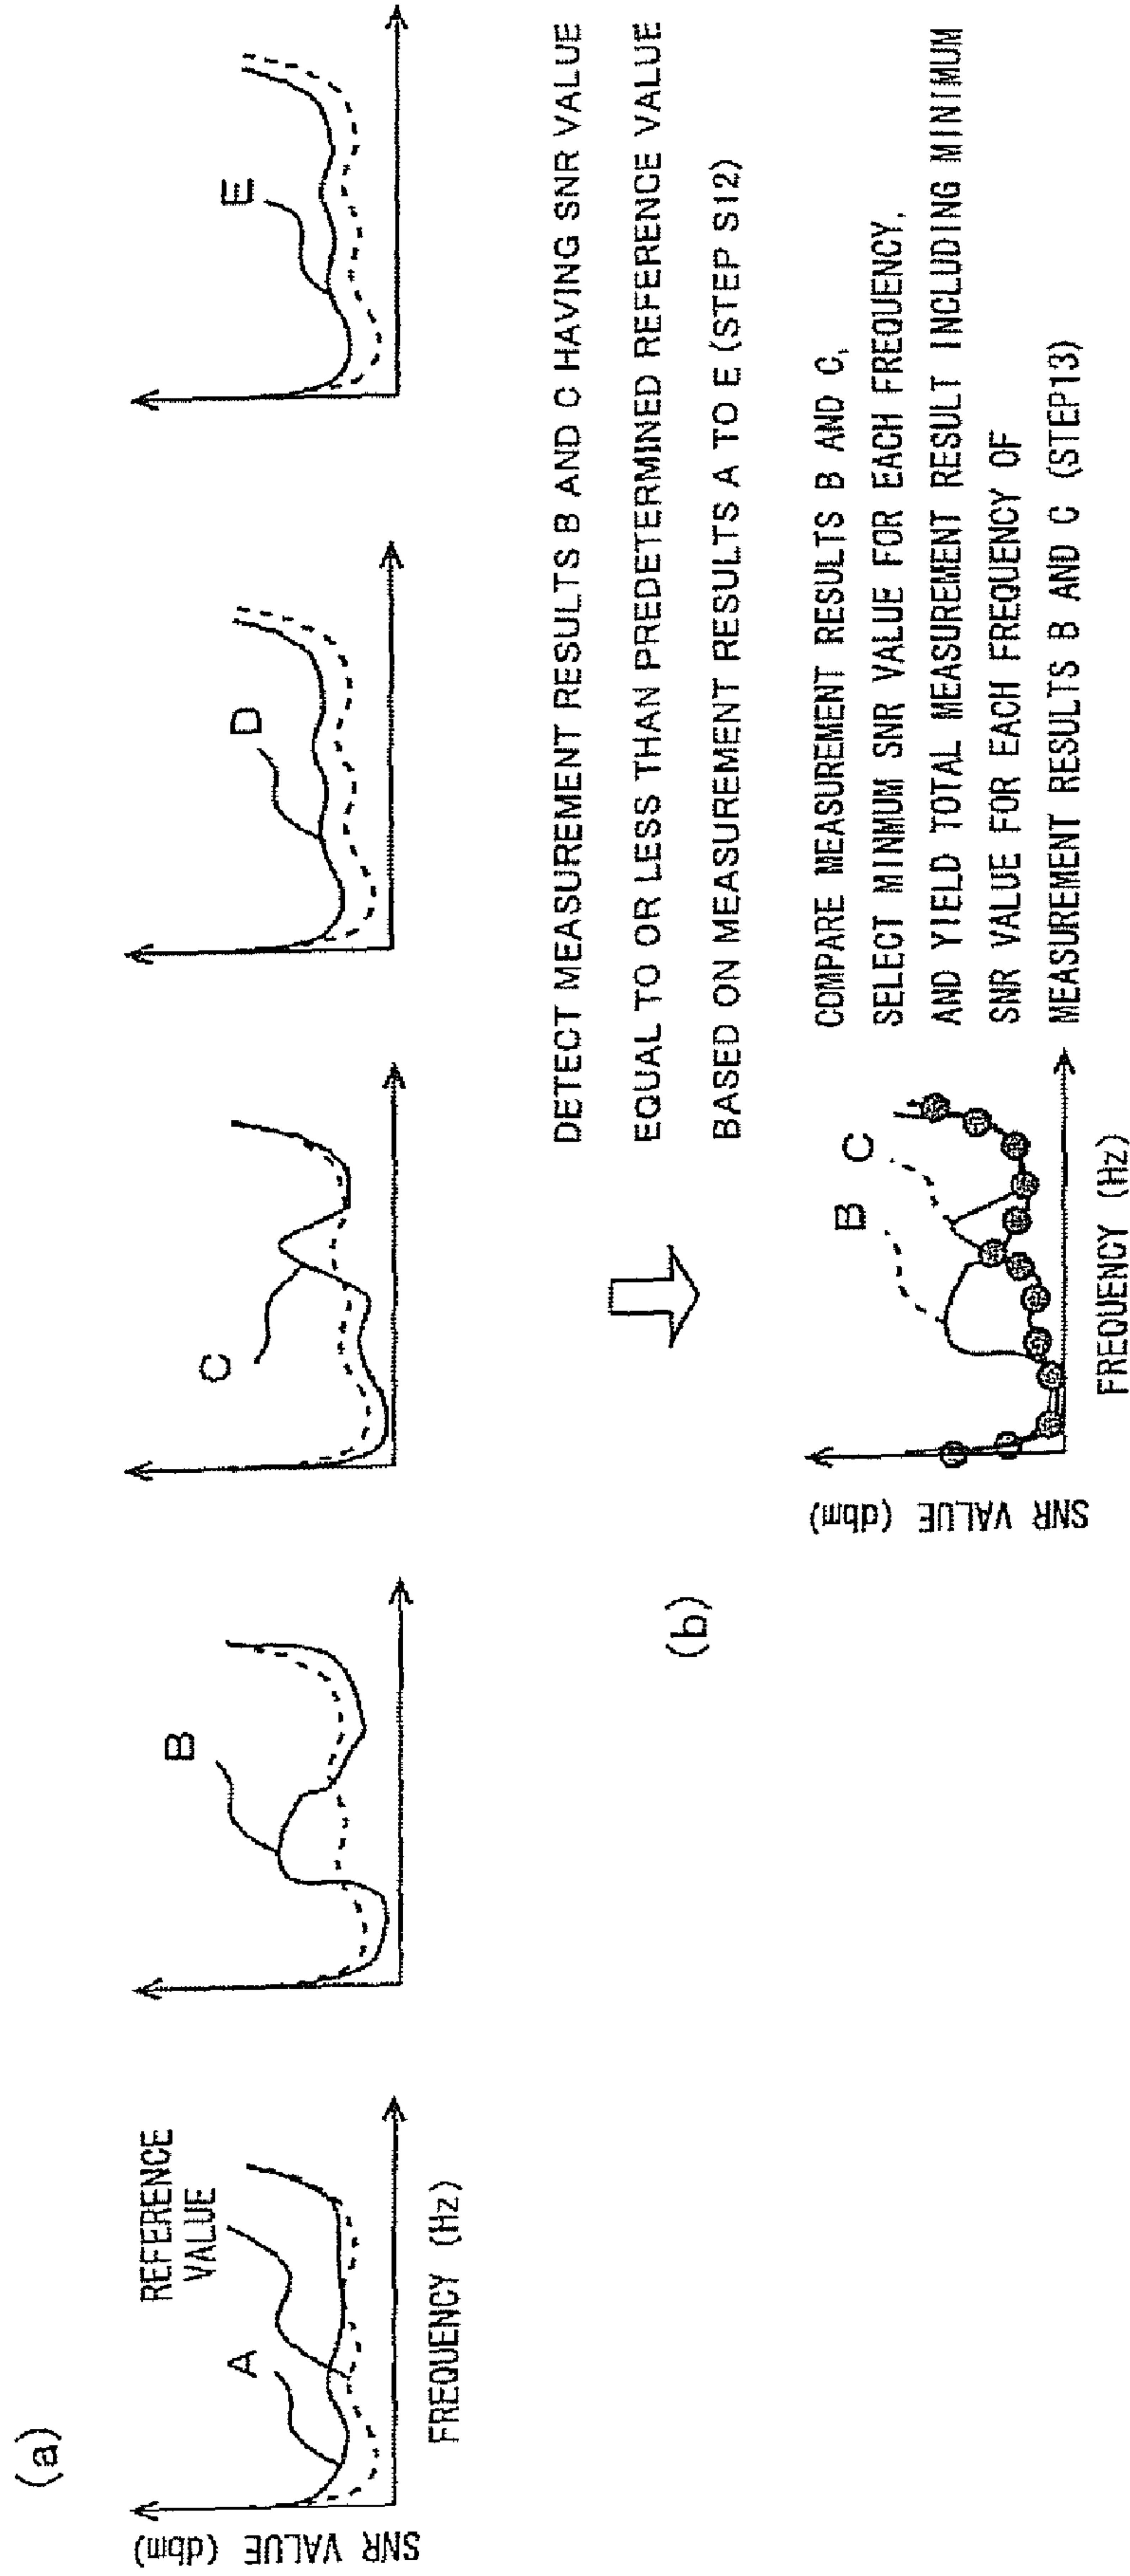 (a)
SNR VALUE (dbm)
A
REFERENCE
VALUE
FREQUENCY (Hz)
B
C
D
E
DETECT MEASUREMENT RESULTS B AND C HAVING SNR VALUE
EQUAL TO OR LESS THAN PREDETERMINED REFERENCE VALUE
BASED ON MEASUREMENT RESULTS A TO E (STEP S12)
(b)
SNR VALUE (dbm)
B
C
FREQUENCY (Hz)
COMPARE MEASUREMENT RESULTS B AND C,
SELECT MINMUM SNR VALUE FOR EACH FREQUENCY,
AND YIELD TOTAL MEASUREMENT RESULT INCLUDING MINIMUM
SNR VALUE FOR EACH FREQUENCY OF
MEASUREMENT RESULTS B AND C (STEP13)